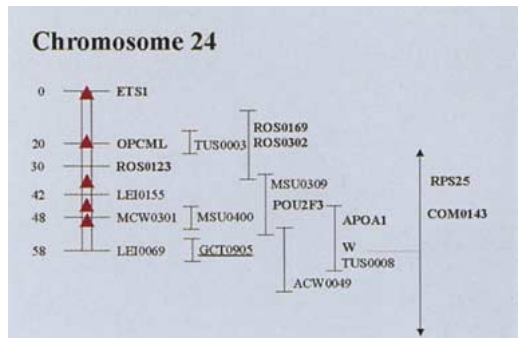 Chromosome 24
0 ETS1
ROS0169
20 OPCML TUS0003 ROS0302
30 ROS0123
MSU0309 RPS25
42 LEI0155
POU2F3
48 MCW0301 MSU0400 APOA1 COM0143
W
58 LEI0069 GCT0905 TUS0008
ACW0049